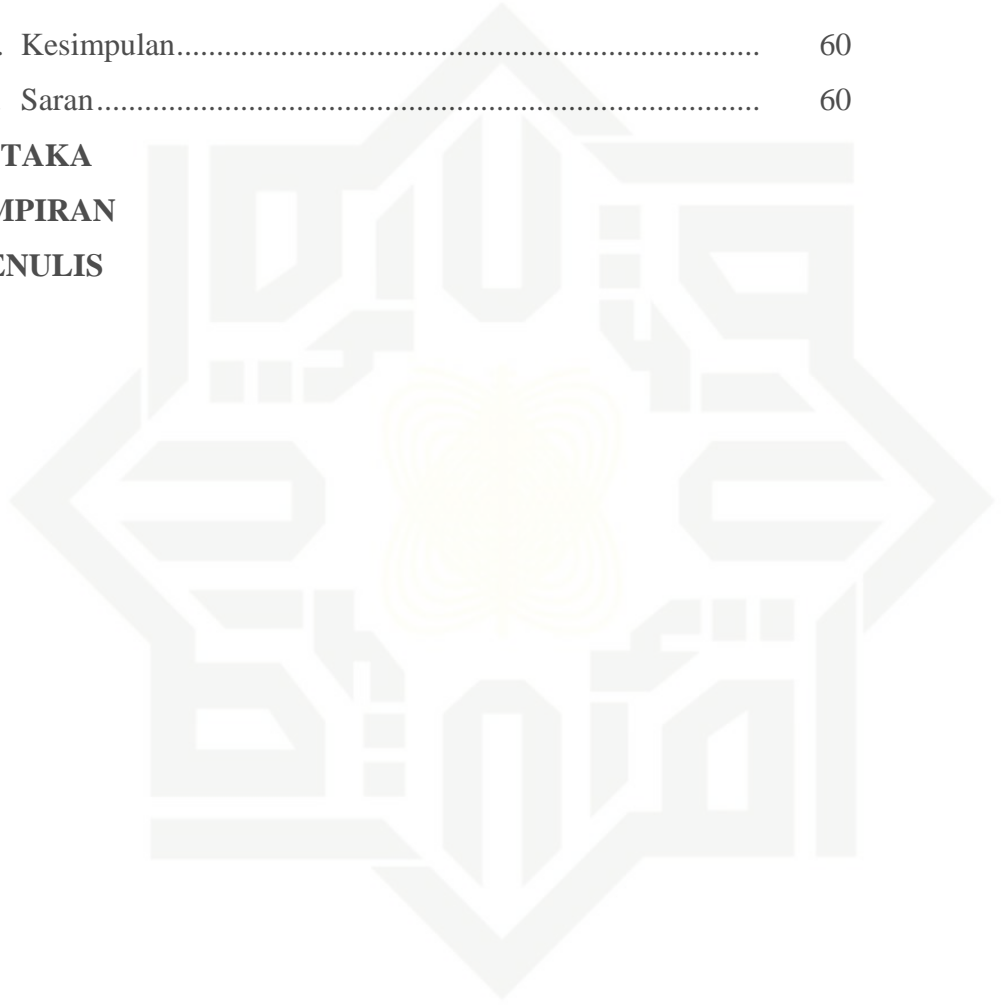 . Kesimpulan........................................................................ 60
Saran.................................................................................. 60
TAKA
MPIRAN
ENULIS